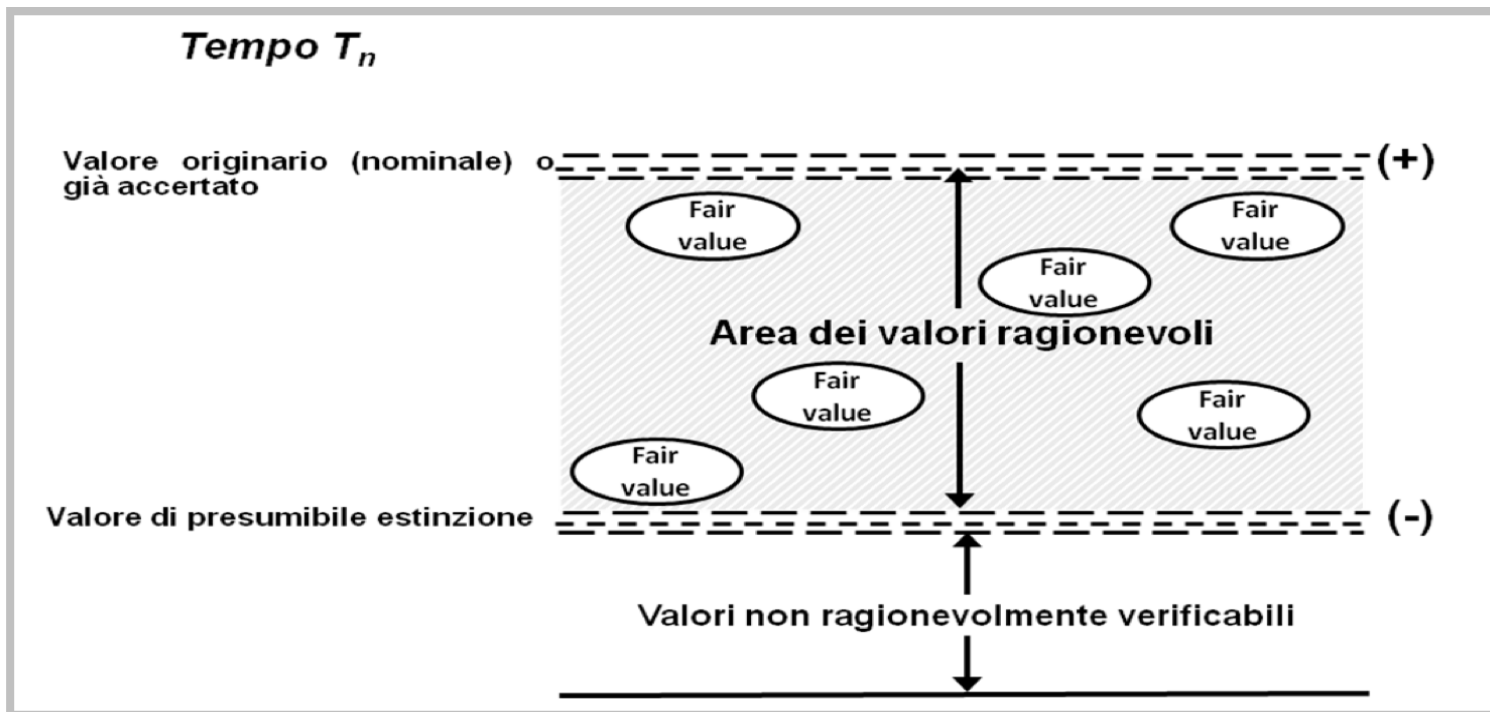 Tempo Tn
Valore originario (nominale) o
già accertato
(+)
Fair
value
Fair
value
Fair
value
Area dei valori ragionevoli
Fair
value
Fair
value
Fair
value
Valore di presumibile estinzione
(-)
Valori non ragionevolmente verificabili